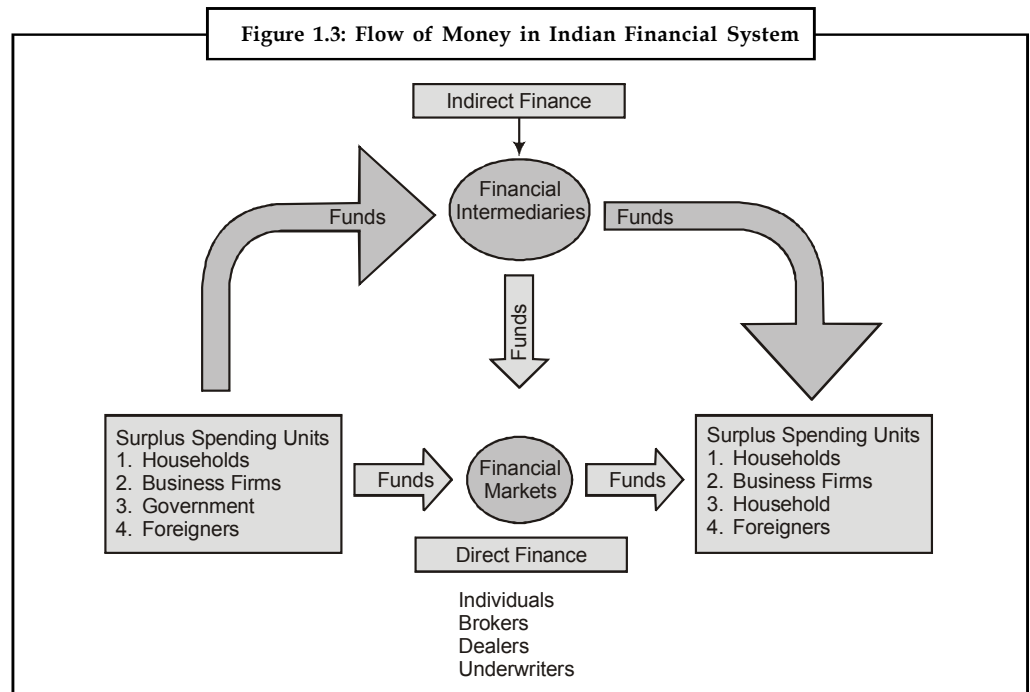 Figure 1.3: Flow of Money in Indian Financial System
Indirect Finance
Financial
Intermediaries
Funds
Funds
Funds
Surplus Spending Units
1. Households
2. Business Firms
3. Government
4. Foreigners
Funds
Financial
Markets
Funds
Surplus Spending Units
1. Households
2. Business Firms
3. Household
4. Foreigners
Direct Finance
Individuals
Brokers
Dealers
Underwriters